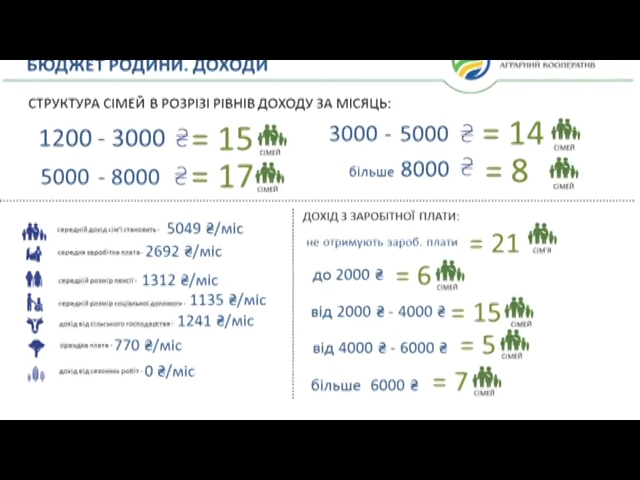 БЮДЖЕТ РОДИНИ. ДОХОДИ
АГРАРНИЙ КООПЕРАТИВ
СТРУКТУРА СІМЕЙ В РОЗРІЗІ РІВНІВ ДОХОДУ ЗА МІСЯЦЬ:
1200 - 3000 ₴ = 15 СІМЕЙ
3000 - 5000 ₴ = 14 СІМЕЙ
5000 - 8000 ₴ = 17 СІМЕЙ
більше 8000 ₴ = 8 СІМЕЙ
середній дохід сім'ї становить - 5049 ₴/міс
середня заробітна плата - 2692 ₴/міс
середній розмір пенсії - 1312 ₴/міс
середній розмір соціальної допомоги - 1135 ₴/міс
дохід від сільського господарства - 1241 ₴/міс
орендна плата - 770 ₴/міс
дохід від сезонних робіт - 0 ₴/міс
ДОХІД З ЗАРОБІТНОЇ ПЛАТИ:
не отримують зароб. плати = 21 СІМ'Я
до 2000 ₴ = 6 СІМЕЙ
від 2000 ₴ - 4000 ₴ = 15 СІМЕЙ
від 4000 ₴ - 6000 ₴ = 5 СІМЕЙ
більше 6000 ₴ = 7 СІМЕЙ